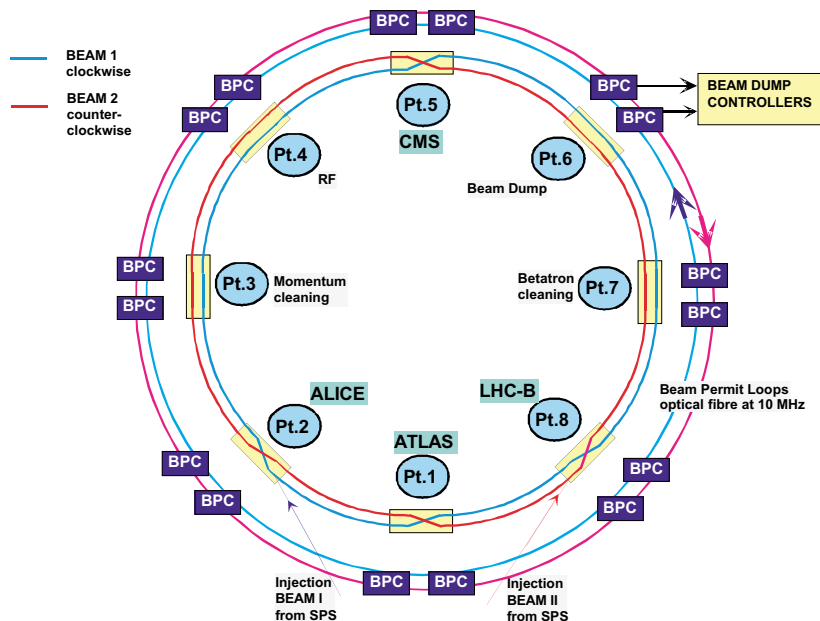 BPC BPC
BEAM 1
clockwise
BEAM 2
counter-
clockwise
BPC
BPC
BPC
BPC
BEAM DUMP
CONTROLLERS
Pt.5
CMS
Pt.4
RF
Pt.6
Beam Dump
BPC
BPC
Pt.3
Momentum
cleaning
Betatron
cleaning
Pt.7
BPC
BPC
ALICE
Pt.2
LHC-B
Pt.8
Beam Permit Loops
optical fibre at 10 MHz
ATLAS
Pt.1
BPC
BPC
BPC
BPC
BPC BPC
Injection
BEAM I
from SPS
Injection
BEAM II
from SPS